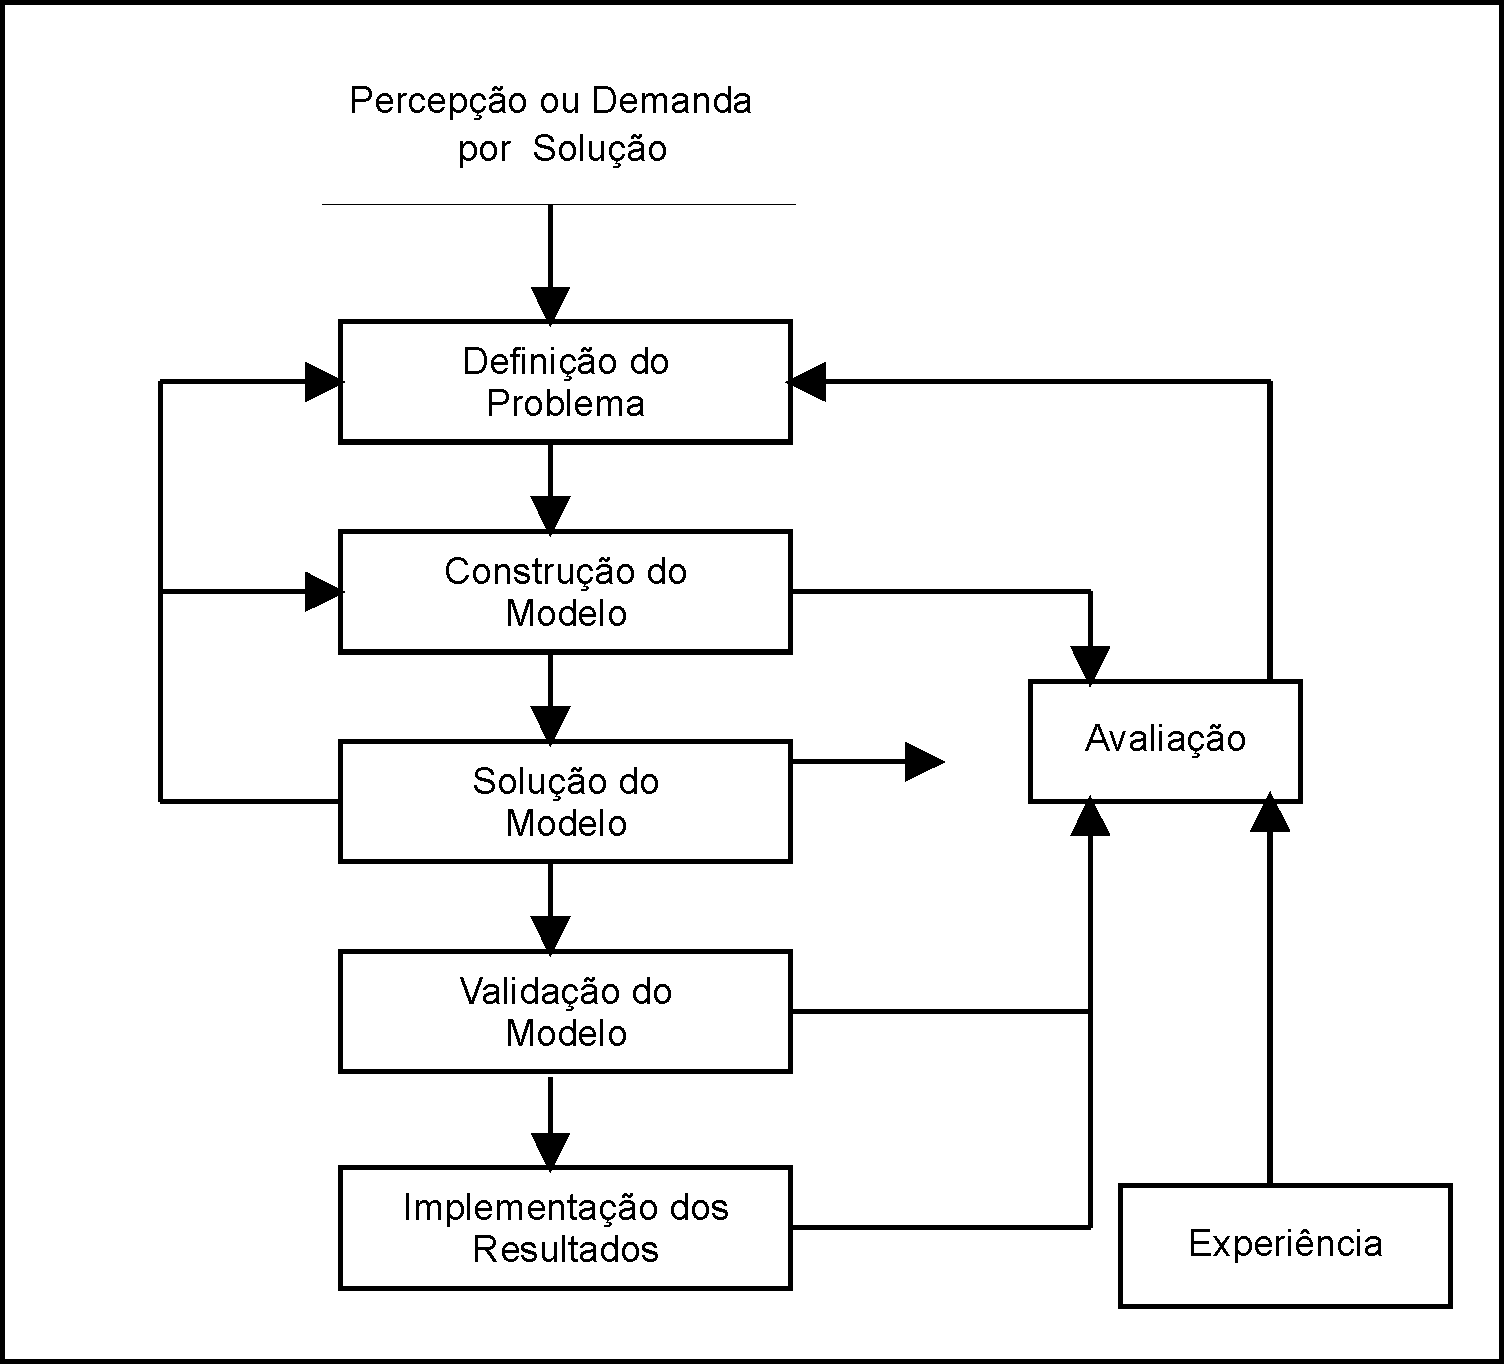 Percepção ou Demanda
por Solução
Definição do
Problema
Construção do
Modelo
Solução do
Modelo
Avaliação
Validação do
Modelo
Implementação dos
Resultados
Experiência